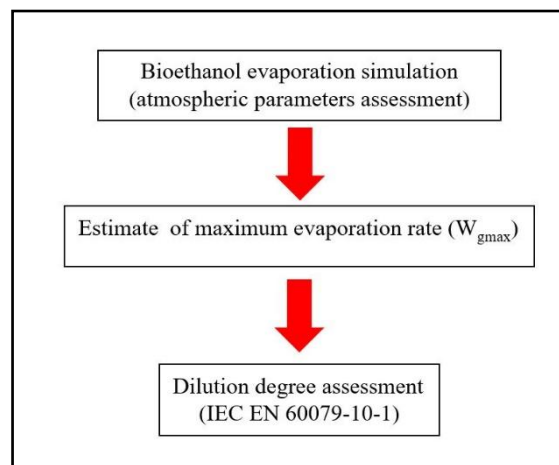 Bioethanol evaporation simulation
(atmospheric parameters assessment)
Estimate of maximum evaporation rate (Wgmax)
Dilution degree assessment
(IEC EN 60079-10-1)